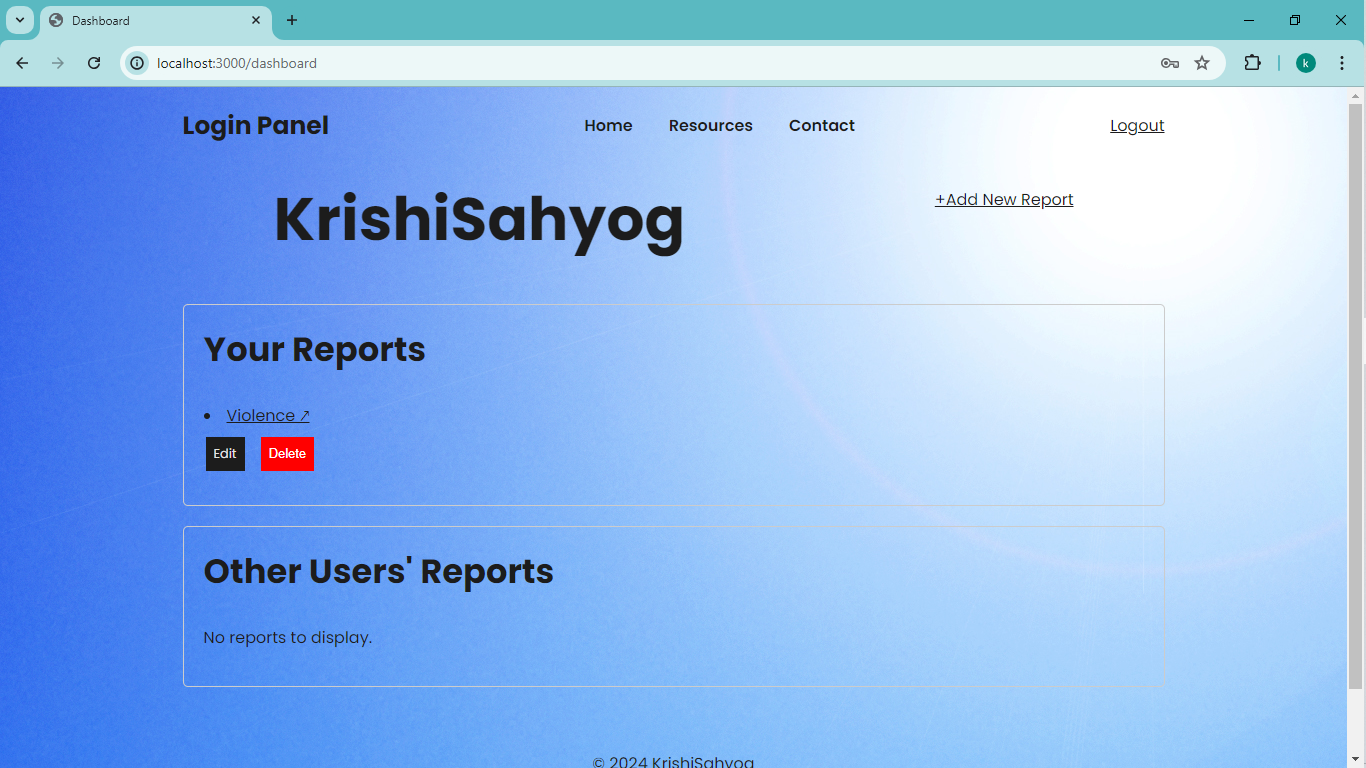 Dashboard
localhost:3000/dashboard
k
Login Panel
Home
Resources
Contact
Logout
KrishiSahyog
+Add New Report
Your Reports
• Violence ↗
Edit
Delete
Other Users' Reports
No reports to display.
© 2024 KrishiSahyog